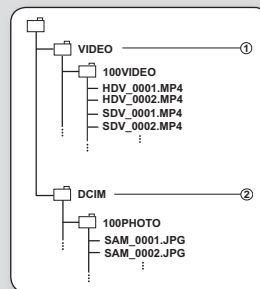 VIDEO ①
100VIDEO
HDV_0001.MP4
HDV_0002.MP4
SDV_0001.MP4
SDV_0002.MP4
DCIM ②
100PHOTO
SAM_0001.JPG
SAM_0002.JPG